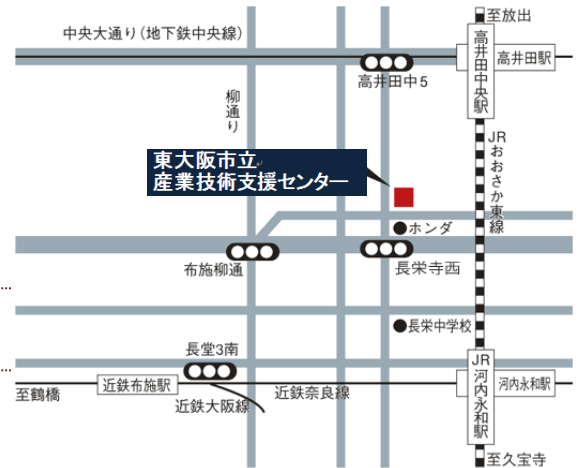 至放出
中央大通り(地下鉄中央線)
高井田中央駅
高井田駅
高井田中5
柳通り
JRおおさか東線
東大阪市立
産業技術支援センター
ホンダ
布施柳通
長栄寺西
長栄中学校
長堂3南
JR河内永和駅
河内永和駅
近鉄布施駅
至鶴橋
近鉄大阪線
近鉄奈良線
至久宝寺